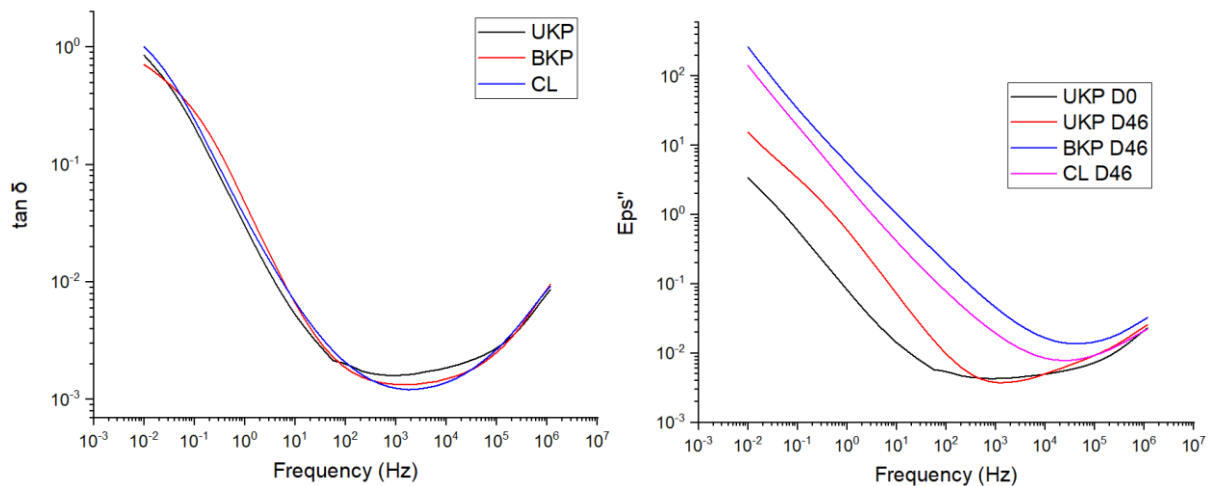 UKP
BKP
CL
tan δ
10⁰
10⁻¹
10⁻²
10⁻³
10⁻³ 10⁻² 10⁻¹ 10⁰ 10¹ 10² 10³ 10⁴ 10⁵ 10⁶ 10⁷
Frequency (Hz)
UKP D0
UKP D46
BKP D46
CL D46
Eps"
10²
10¹
10⁰
10⁻¹
10⁻²
10⁻³
10⁻³ 10⁻² 10⁻¹ 10⁰ 10¹ 10² 10³ 10⁴ 10⁵ 10⁶ 10⁷
Frequency (Hz)